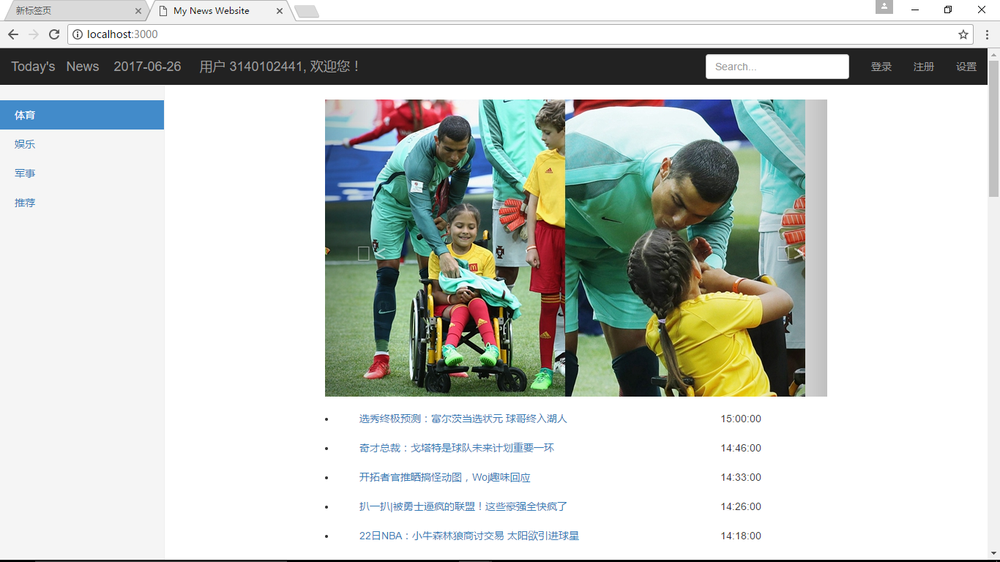 新标签页
My News Website
localhost:3000
Today's News 2017-06-26 用户 3140102441, 欢迎您！
Search...
登录 注册 设置
体育
娱乐
军事
推荐
选秀终极预测：富尔茨当选状元 球哥终入湖人 15:00:00
奇才总裁：戈塔特是球队未来计划重要一环 14:46:00
开拓者官推晒搞怪动图，Woj趣味回应 14:33:00
扒一扒|被勇士逼疯的联盟！这些豪强全快疯了 14:26:00
22日NBA：小牛森林狼商讨交易 太阳欲引进球星 14:18:00